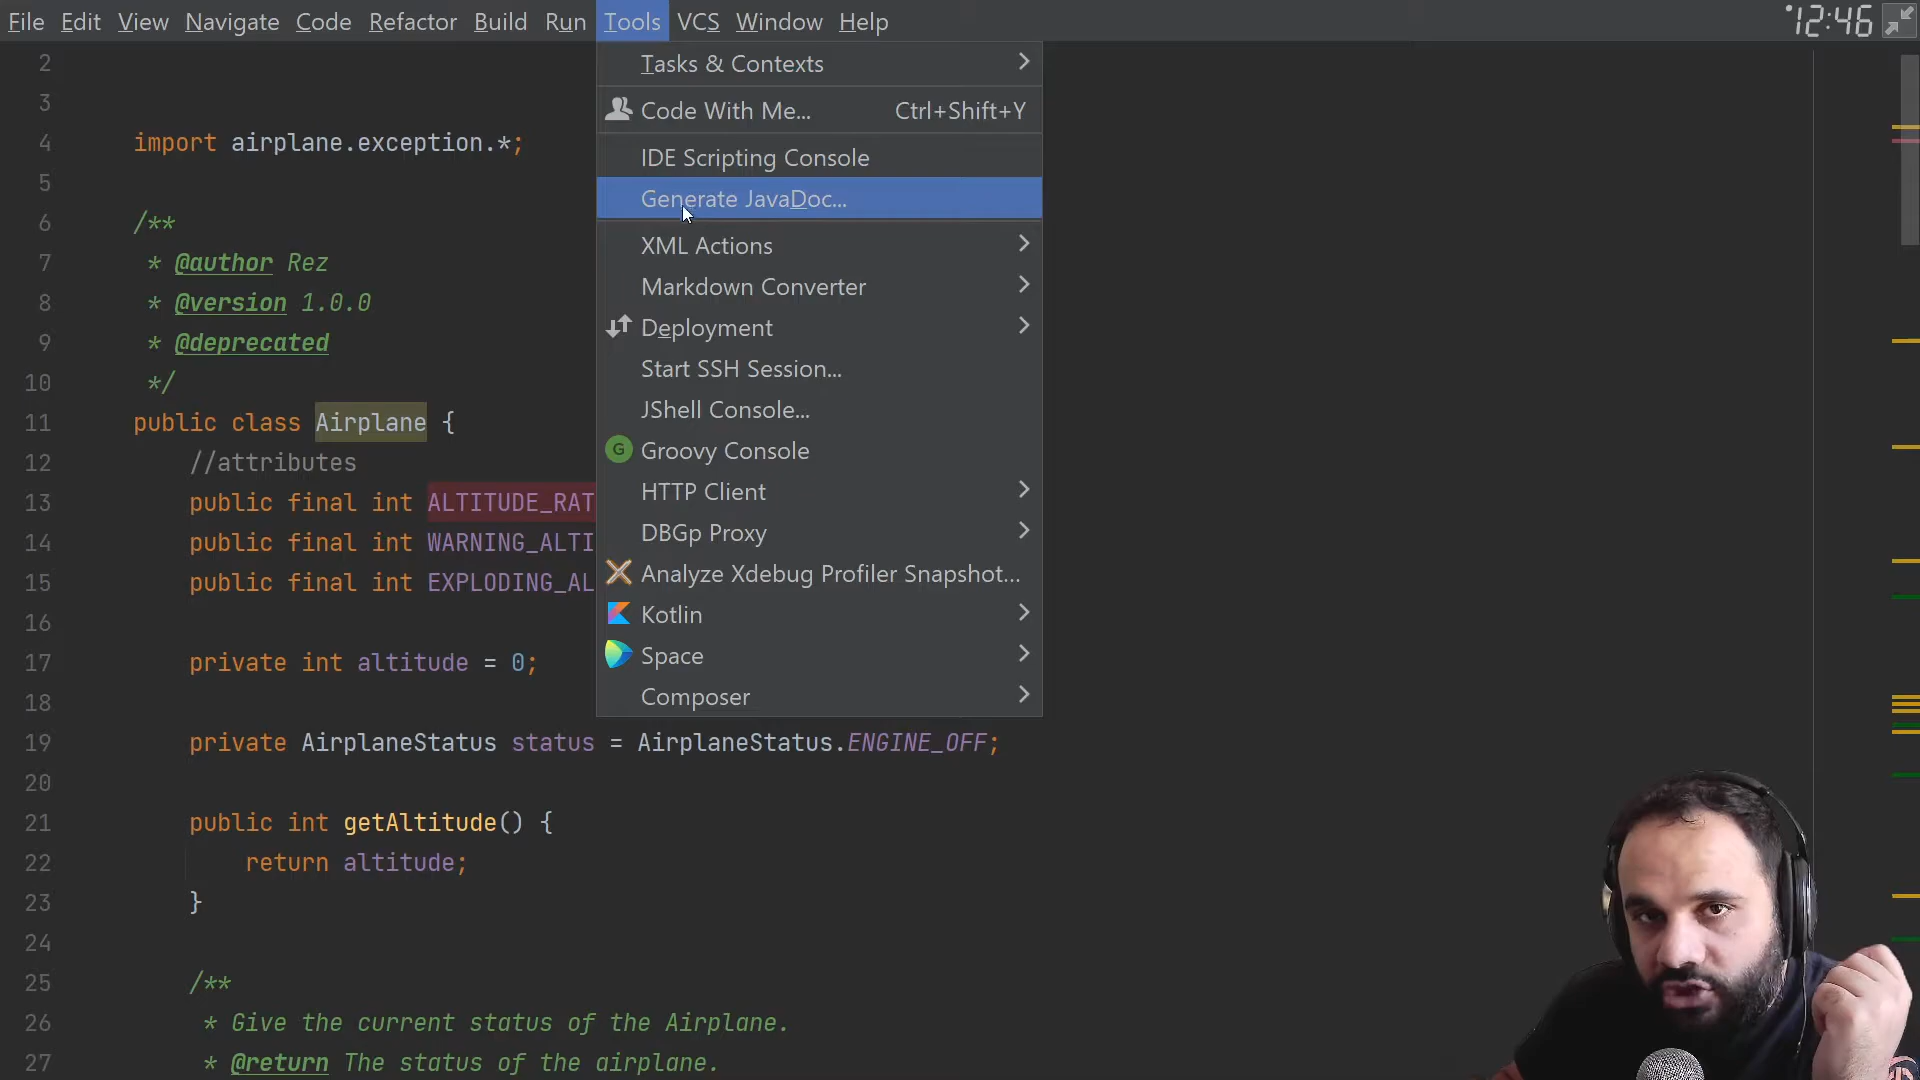 File Edit View Navigate Code Refactor Build Run Tools VCS Window Help
12:46
Tasks & Contexts
Code With Me... Ctrl+Shift+Y
IDE Scripting Console
Generate JavaDoc...
XML Actions
Markdown Converter
Deployment
Start SSH Session...
JShell Console...
G Groovy Console
HTTP Client
DBGp Proxy
Analyze Xdebug Profiler Snapshot...
Kotlin
Space
Composer
2
3
4 import airplane.exception.*;
5
6 /**
7 * @author Rez
8 * @version 1.0.0
9 * @deprecated
10 */
11 public class Airplane {
12 //attributes
13 public final int ALTITUDE_RAT
14 public final int WARNING_ALTI
15 public final int EXPLODING_AL
16
17 private int altitude = 0;
18
19 private AirplaneStatus status = AirplaneStatus.ENGINE_OFF;
20
21 public int getAltitude() {
22 return altitude;
23 }
24
25 /**
26 * Give the current status of the Airplane.
27 * @return The status of the airplane.